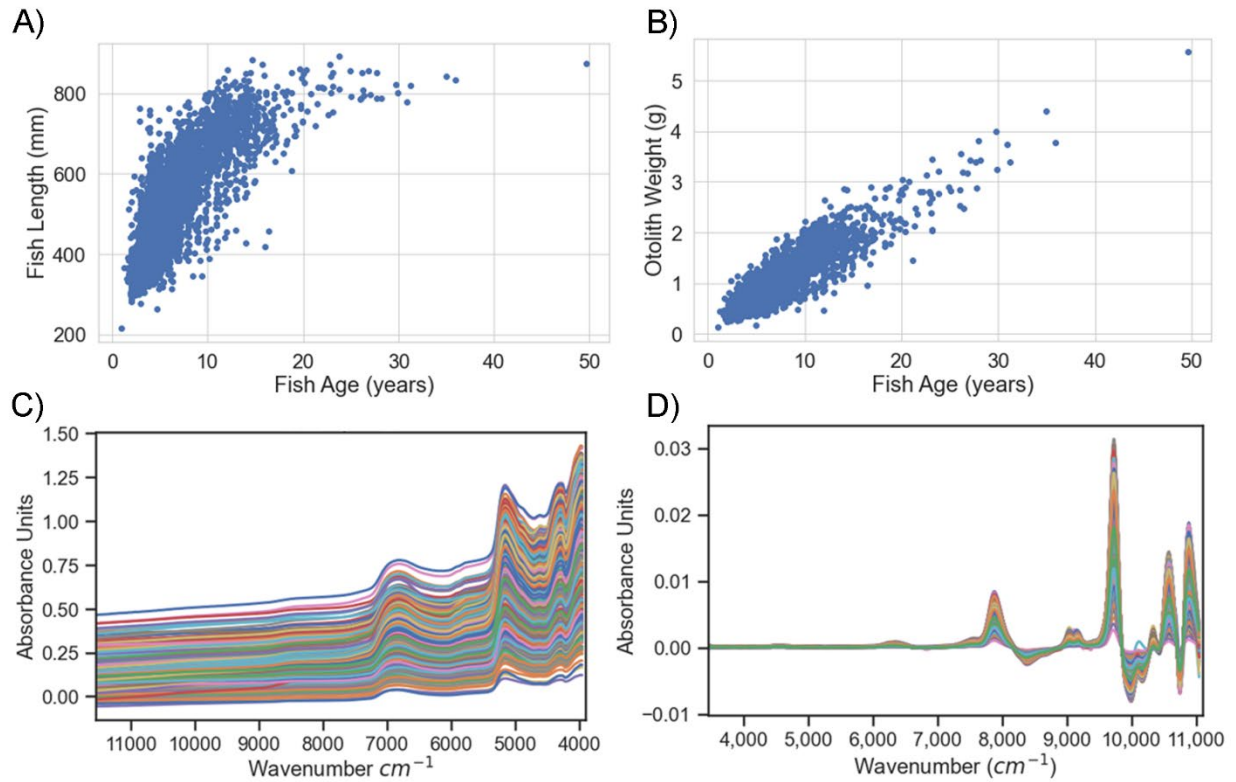 A)
B)
800
600
400
200
Fish Length (mm)
0 10 20 30 40 50
Fish Age (years)
5
4
3
2
1
0
Otolith Weight (g)
0 10 20 30 40 50
Fish Age (years)
C)
D)
1.50
1.25
1.00
0.75
0.50
0.25
0.00
Absorbance Units
11000 10000 9000 8000 7000 6000 5000 4000
Wavenumber cm⁻¹
0.03
0.02
0.01
0.00
−0.01
Absorbance Units
4,000 5,000 6,000 7,000 8,000 9,000 10,000 11,000
Wavenumber (cm⁻¹)